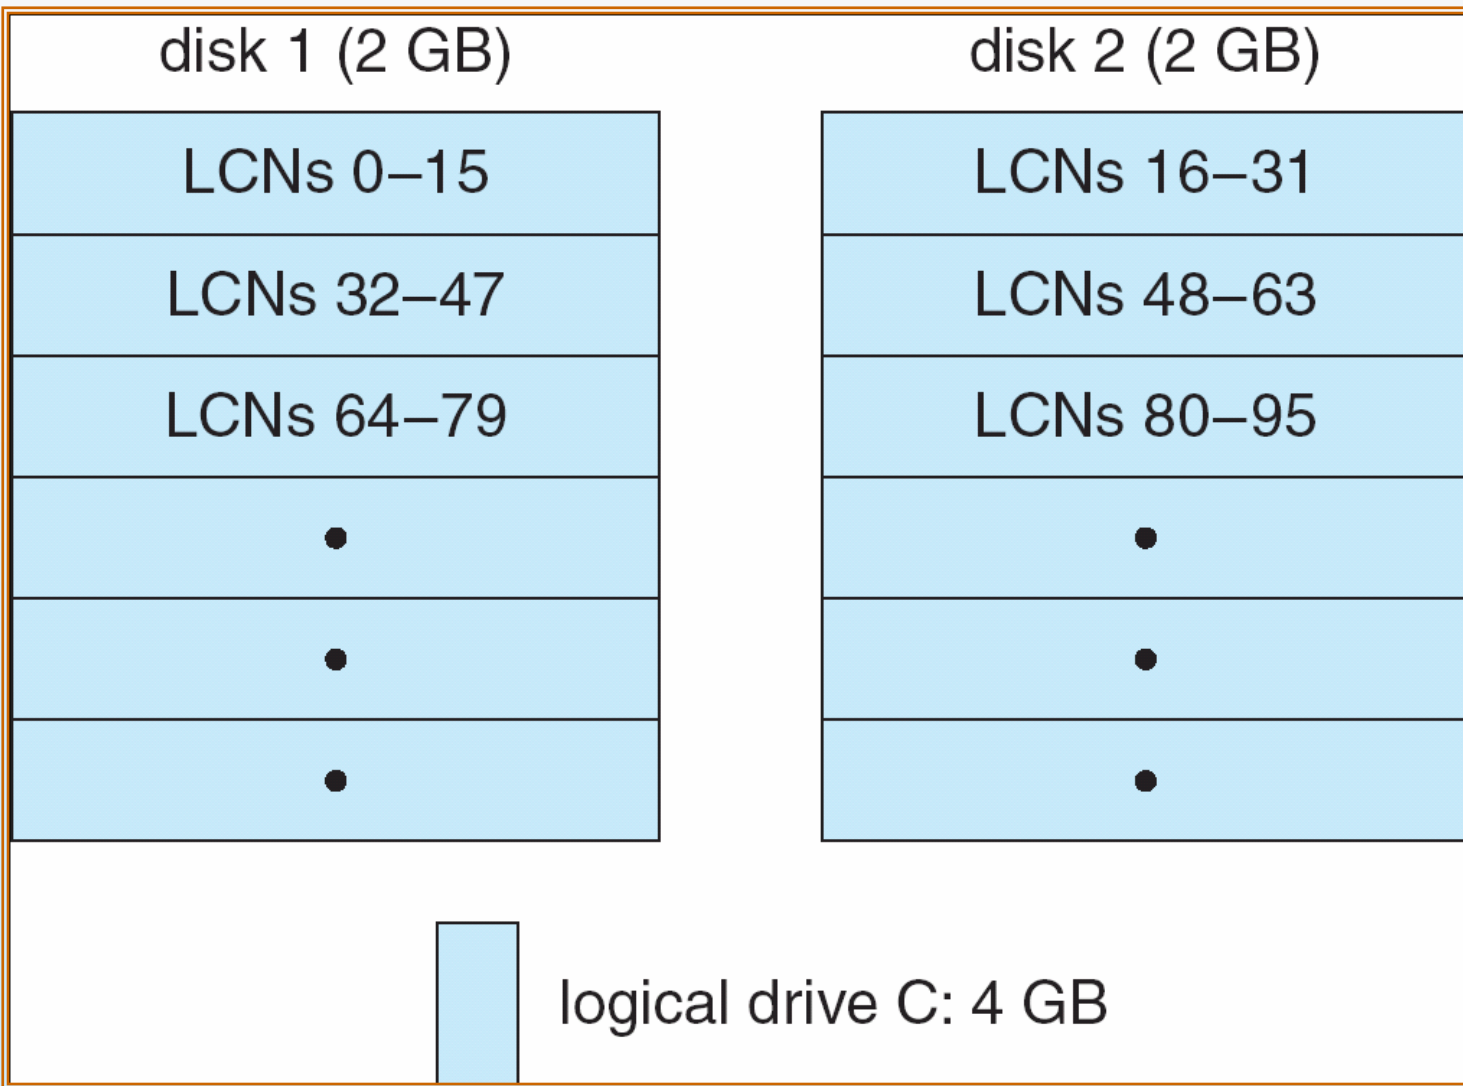 disk 1 (2 GB)
disk 2 (2 GB)
LCNs 0–15
LCNs 16–31
LCNs 32–47
LCNs 48–63
LCNs 64–79
LCNs 80–95
logical drive C: 4 GB